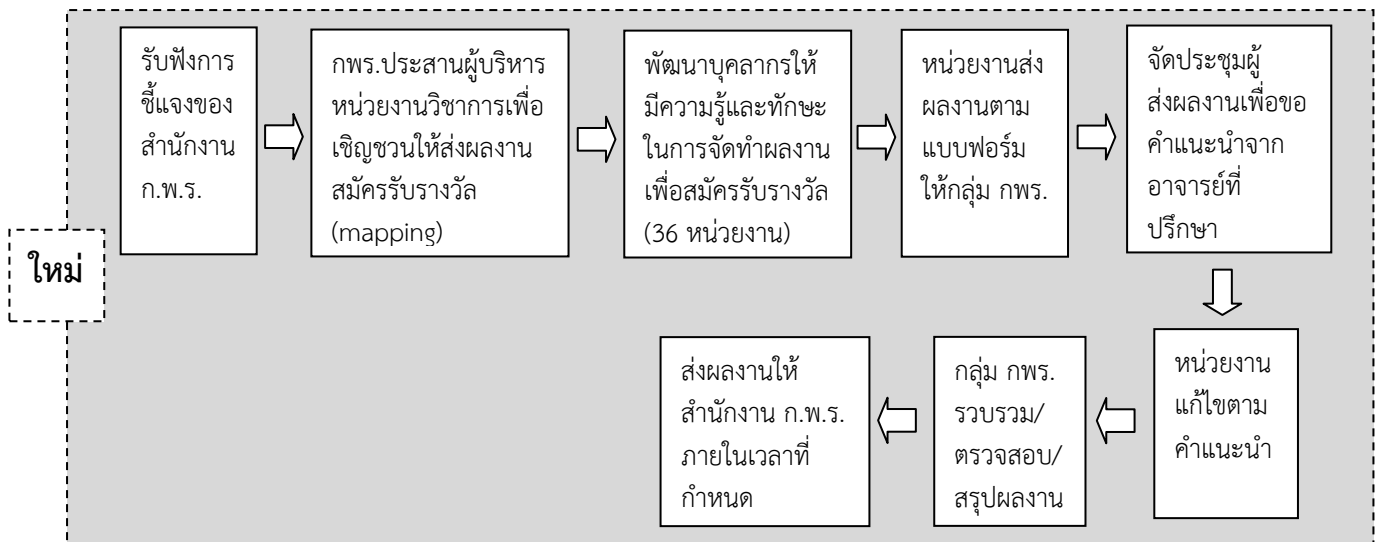 ใหม่
รับฟังการ
ชี้แจงของ
สำนักงาน
ก.พ.ร.
กพร.ประสานผู้บริหาร
หน่วยงานวิชาการเพื่อ
เชิญชวนให้ส่งผลงาน
สมัครรับรางวัล
(mapping)
พัฒนาบุคลากรให้
มีความรู้และทักษะ
ในการจัดทำผลงาน
เพื่อสมัครรับรางวัล
(36 หน่วยงาน)
หน่วยงานส่ง
ผลงานตาม
แบบฟอร์ม
ให้กลุ่ม กพร.
จัดประชุมผู้
ส่งผลงานเพื่อขอ
คำแนะนำจาก
อาจารย์ที่
ปรึกษา
หน่วยงาน
แก้ไขตาม
คำแนะนำ
กลุ่ม กพร.
รวบรวม/
ตรวจสอบ/
สรุปผลงาน
ส่งผลงานให้
สำนักงาน ก.พ.ร.
ภายในเวลาที่
กำหนด